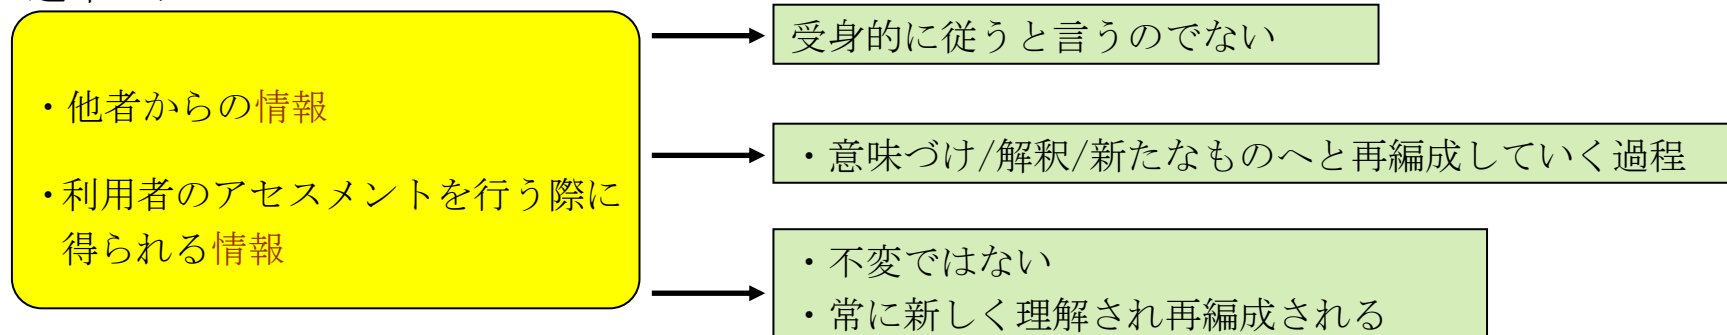 ・他者からの情報
・利用者のアセスメントを行う際に
得られる情報
受身的に従うと言うのでない
・意味づけ/解釈/新たなものへと再編成していく過程
・不変ではない
・常に新しく理解され再編成される